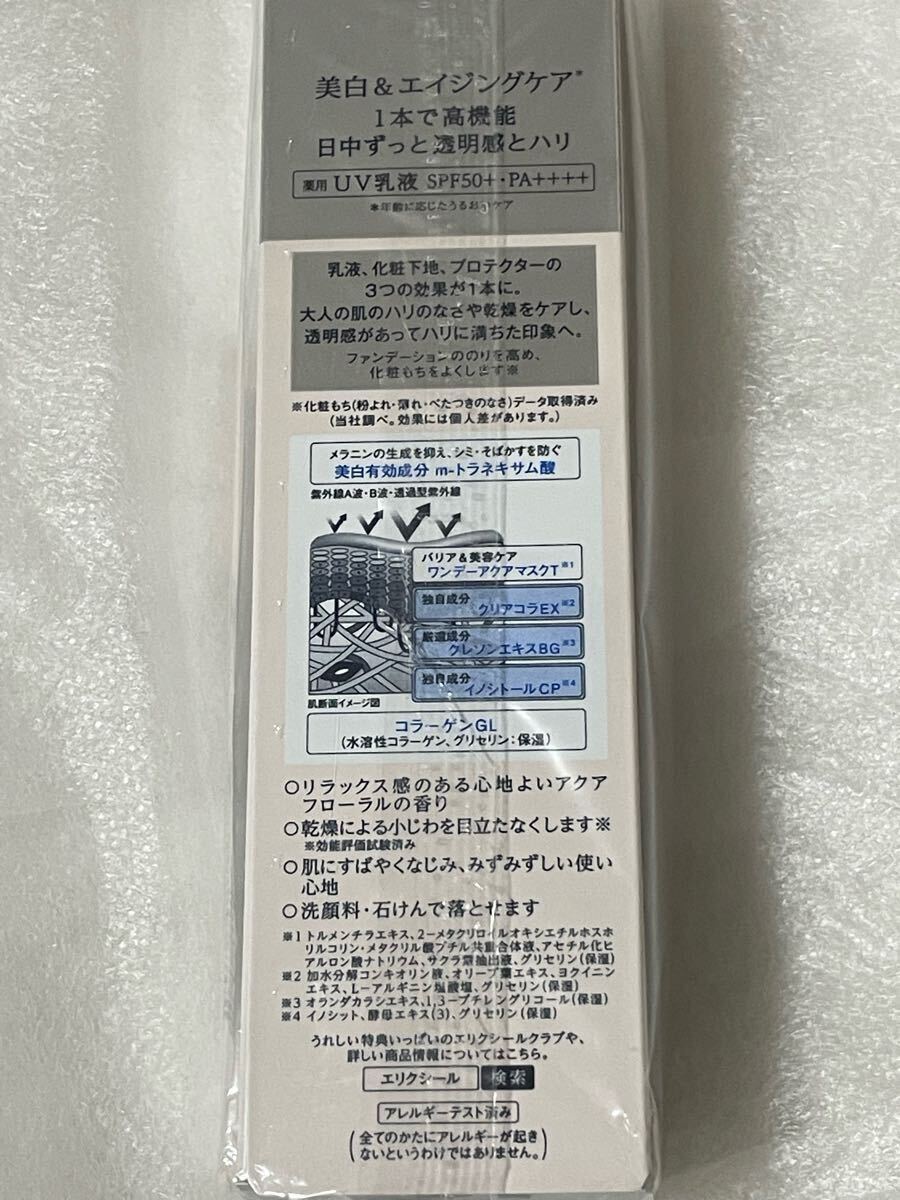 美白&エイジングケア*
1本で高機能
日中ずっと透明感とハリ
薬用 UV乳液 SPF50+・PA++++
*年齢に応じたうるおいケア
乳液、化粧下地、プロテクターの
3つの効果が1本に。
大人の肌のハリのなさや乾燥をケアし、
透明感があってハリに満ちた印象へ。
ファンデーションののりを高め、
化粧もちをよくします※
※化粧もち(粉よれ・薄れ・べたつきのなさ)データ取得済み
(当社調べ。効果には個人差があります。)
メラニンの生成を抑え、シミ・そばかすを防ぐ
美白有効成分 m-トラネキサム酸
紫外線A波・B波・透過型紫外線
バリア&美容ケア
ワンデーアクアマスクT※1
独自成分
クリアコラEX※2
厳選成分
クレソンエキスBG※3
独自成分
イノシトールCP※4
肌断面イメージ図
コラーゲンGL
(水溶性コラーゲン、グリセリン:保湿)
○リラックス感のある心地よいアクア
フローラルの香り
○乾燥による小じわを目立たなくします※
※効能評価試験済み
○肌にすばやくなじみ、みずみずしい使い
心地
○洗顔料・石けんで落とせます
※1 トルメンチラエキス、2-メタクリロイルオキシエチルホスホ
リルコリン・メタクリル酸ブチル共重合体液、アセチル化ヒ
アルロン酸ナトリウム、サクラ葉抽出液、グリセリン(保湿)
※2 加水分解コンキオリン液、オリーブ葉エキス、ヨクイニン
エキス、L-アルギニン塩酸塩、グリセリン(保湿)
※3 オランダカラシエキス、1,3-ブチレングリコール(保湿)
※4 イノシット、酵母エキス(3)、グリセリン(保湿)
うれしい特典いっぱいのエリクシールクラブや、
詳しい商品情報についてはこちら。
エリクシール 検索
アレルギーテスト済み
(全てのかたにアレルギーが起き
ないというわけではありません。)